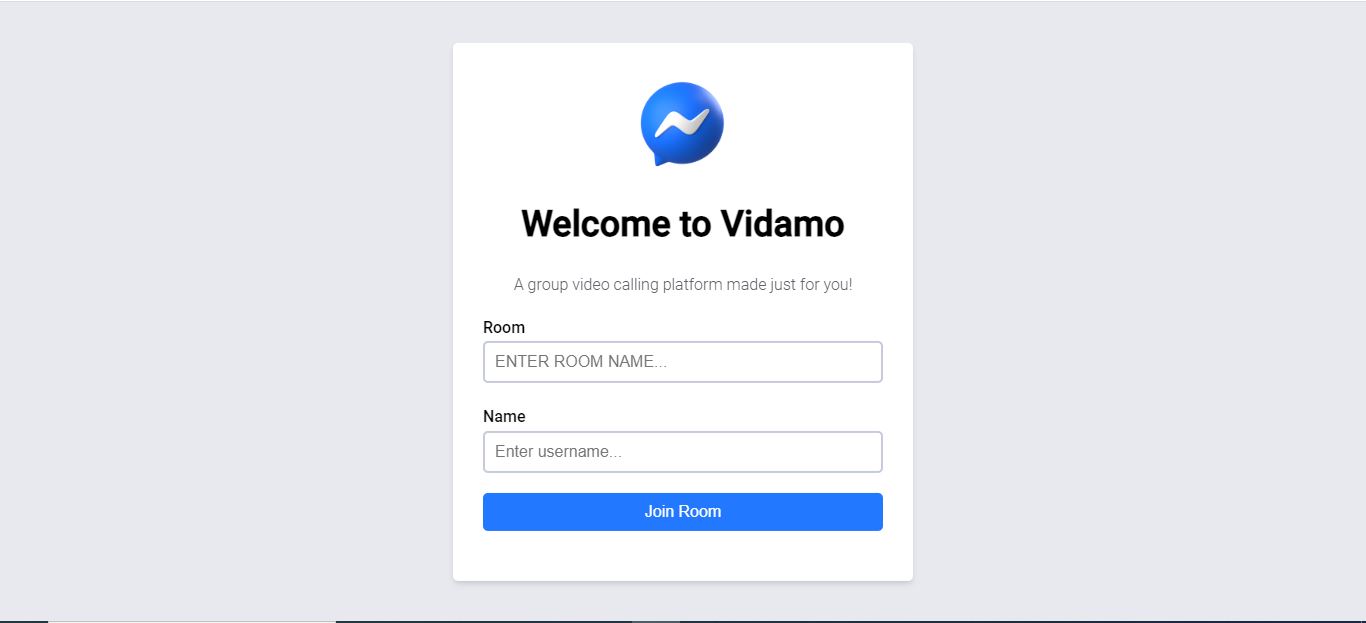 Welcome to Vidamo
A group video calling platform made just for you!
Room
ENTER ROOM NAME...
Name
Enter username...
Join Room